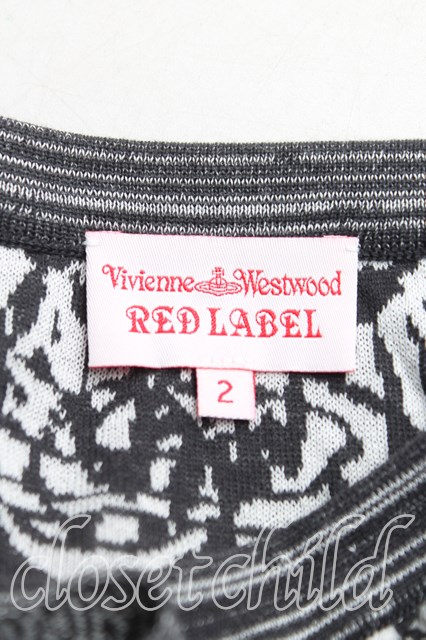 Vivienne Westwood
RED LABEL
2
closetchild